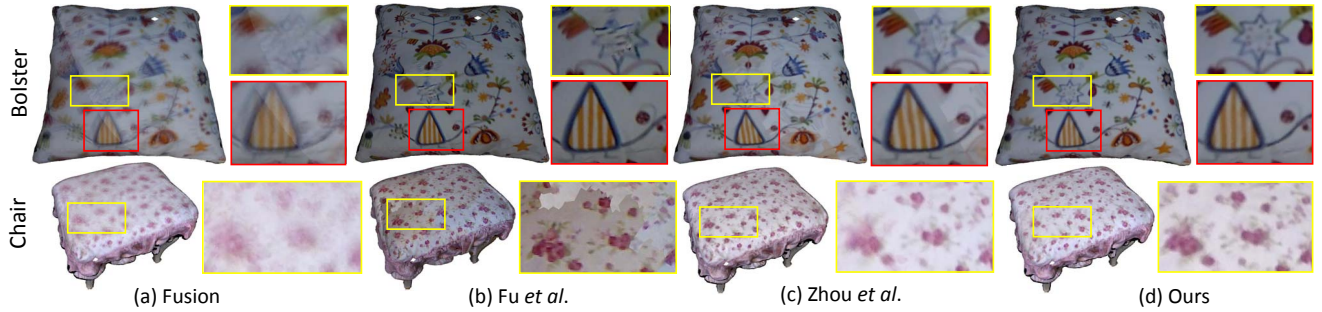 Bolster
Chair
(a) Fusion
(b) Fu et al.
(c) Zhou et al.
(d) Ours